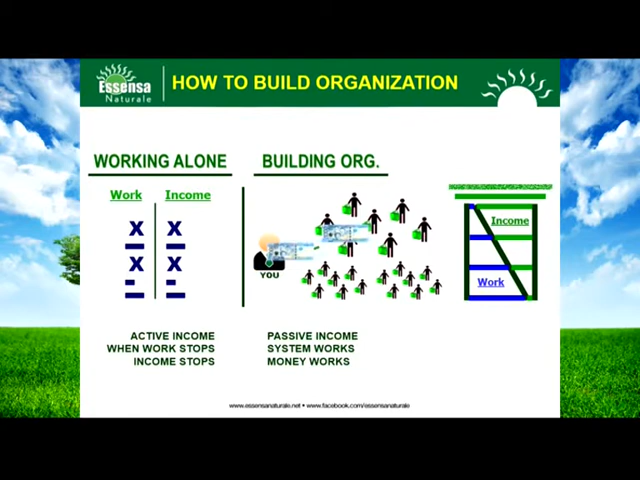 Essensa
Naturale
HOW TO BUILD ORGANIZATION
WORKING ALONE
BUILDING ORG.
Work
Income
X X
X X
- -
YOU
Income
Work
ACTIVE INCOME
WHEN WORK STOPS
INCOME STOPS
PASSIVE INCOME
SYSTEM WORKS
MONEY WORKS
www.essensanaturale.net • www.facebook.com/essensanaturale